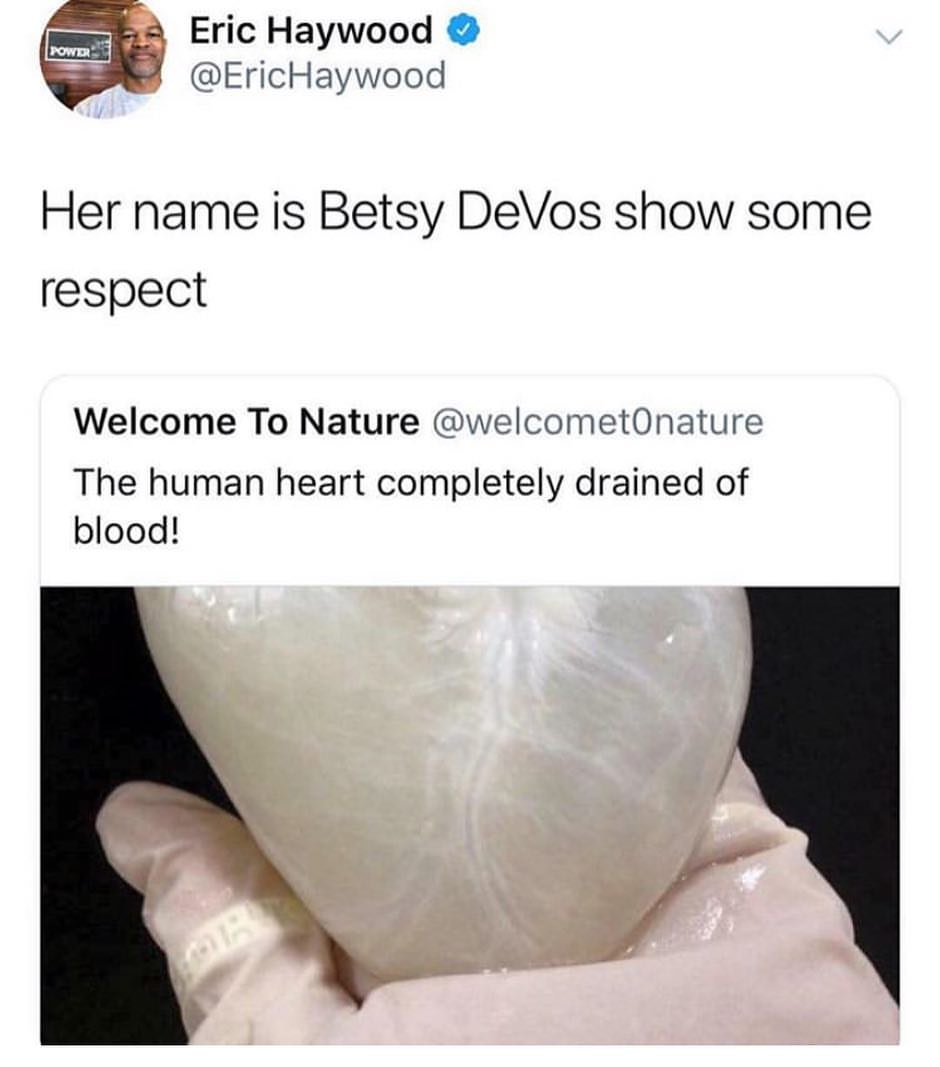 POWER
Eric Haywood
@EricHaywood
Her name is Betsy DeVos show some
respect
Welcome To Nature @welcomet0nature
The human heart completely drained of
blood!